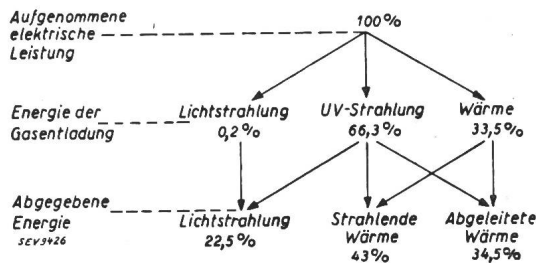 Aufgenommene
elektrische
Leistung
100%
Energie der
Gasentladung
Lichtstrahlung
0,2%
UV-Strahlung
66,3%
Wärme
33,5%
Abgegebene
Energie
SEV9426
Lichtstrahlung
22,5%
Strahlende
Wärme
43%
Abgeleitete
Wärme
34,5%